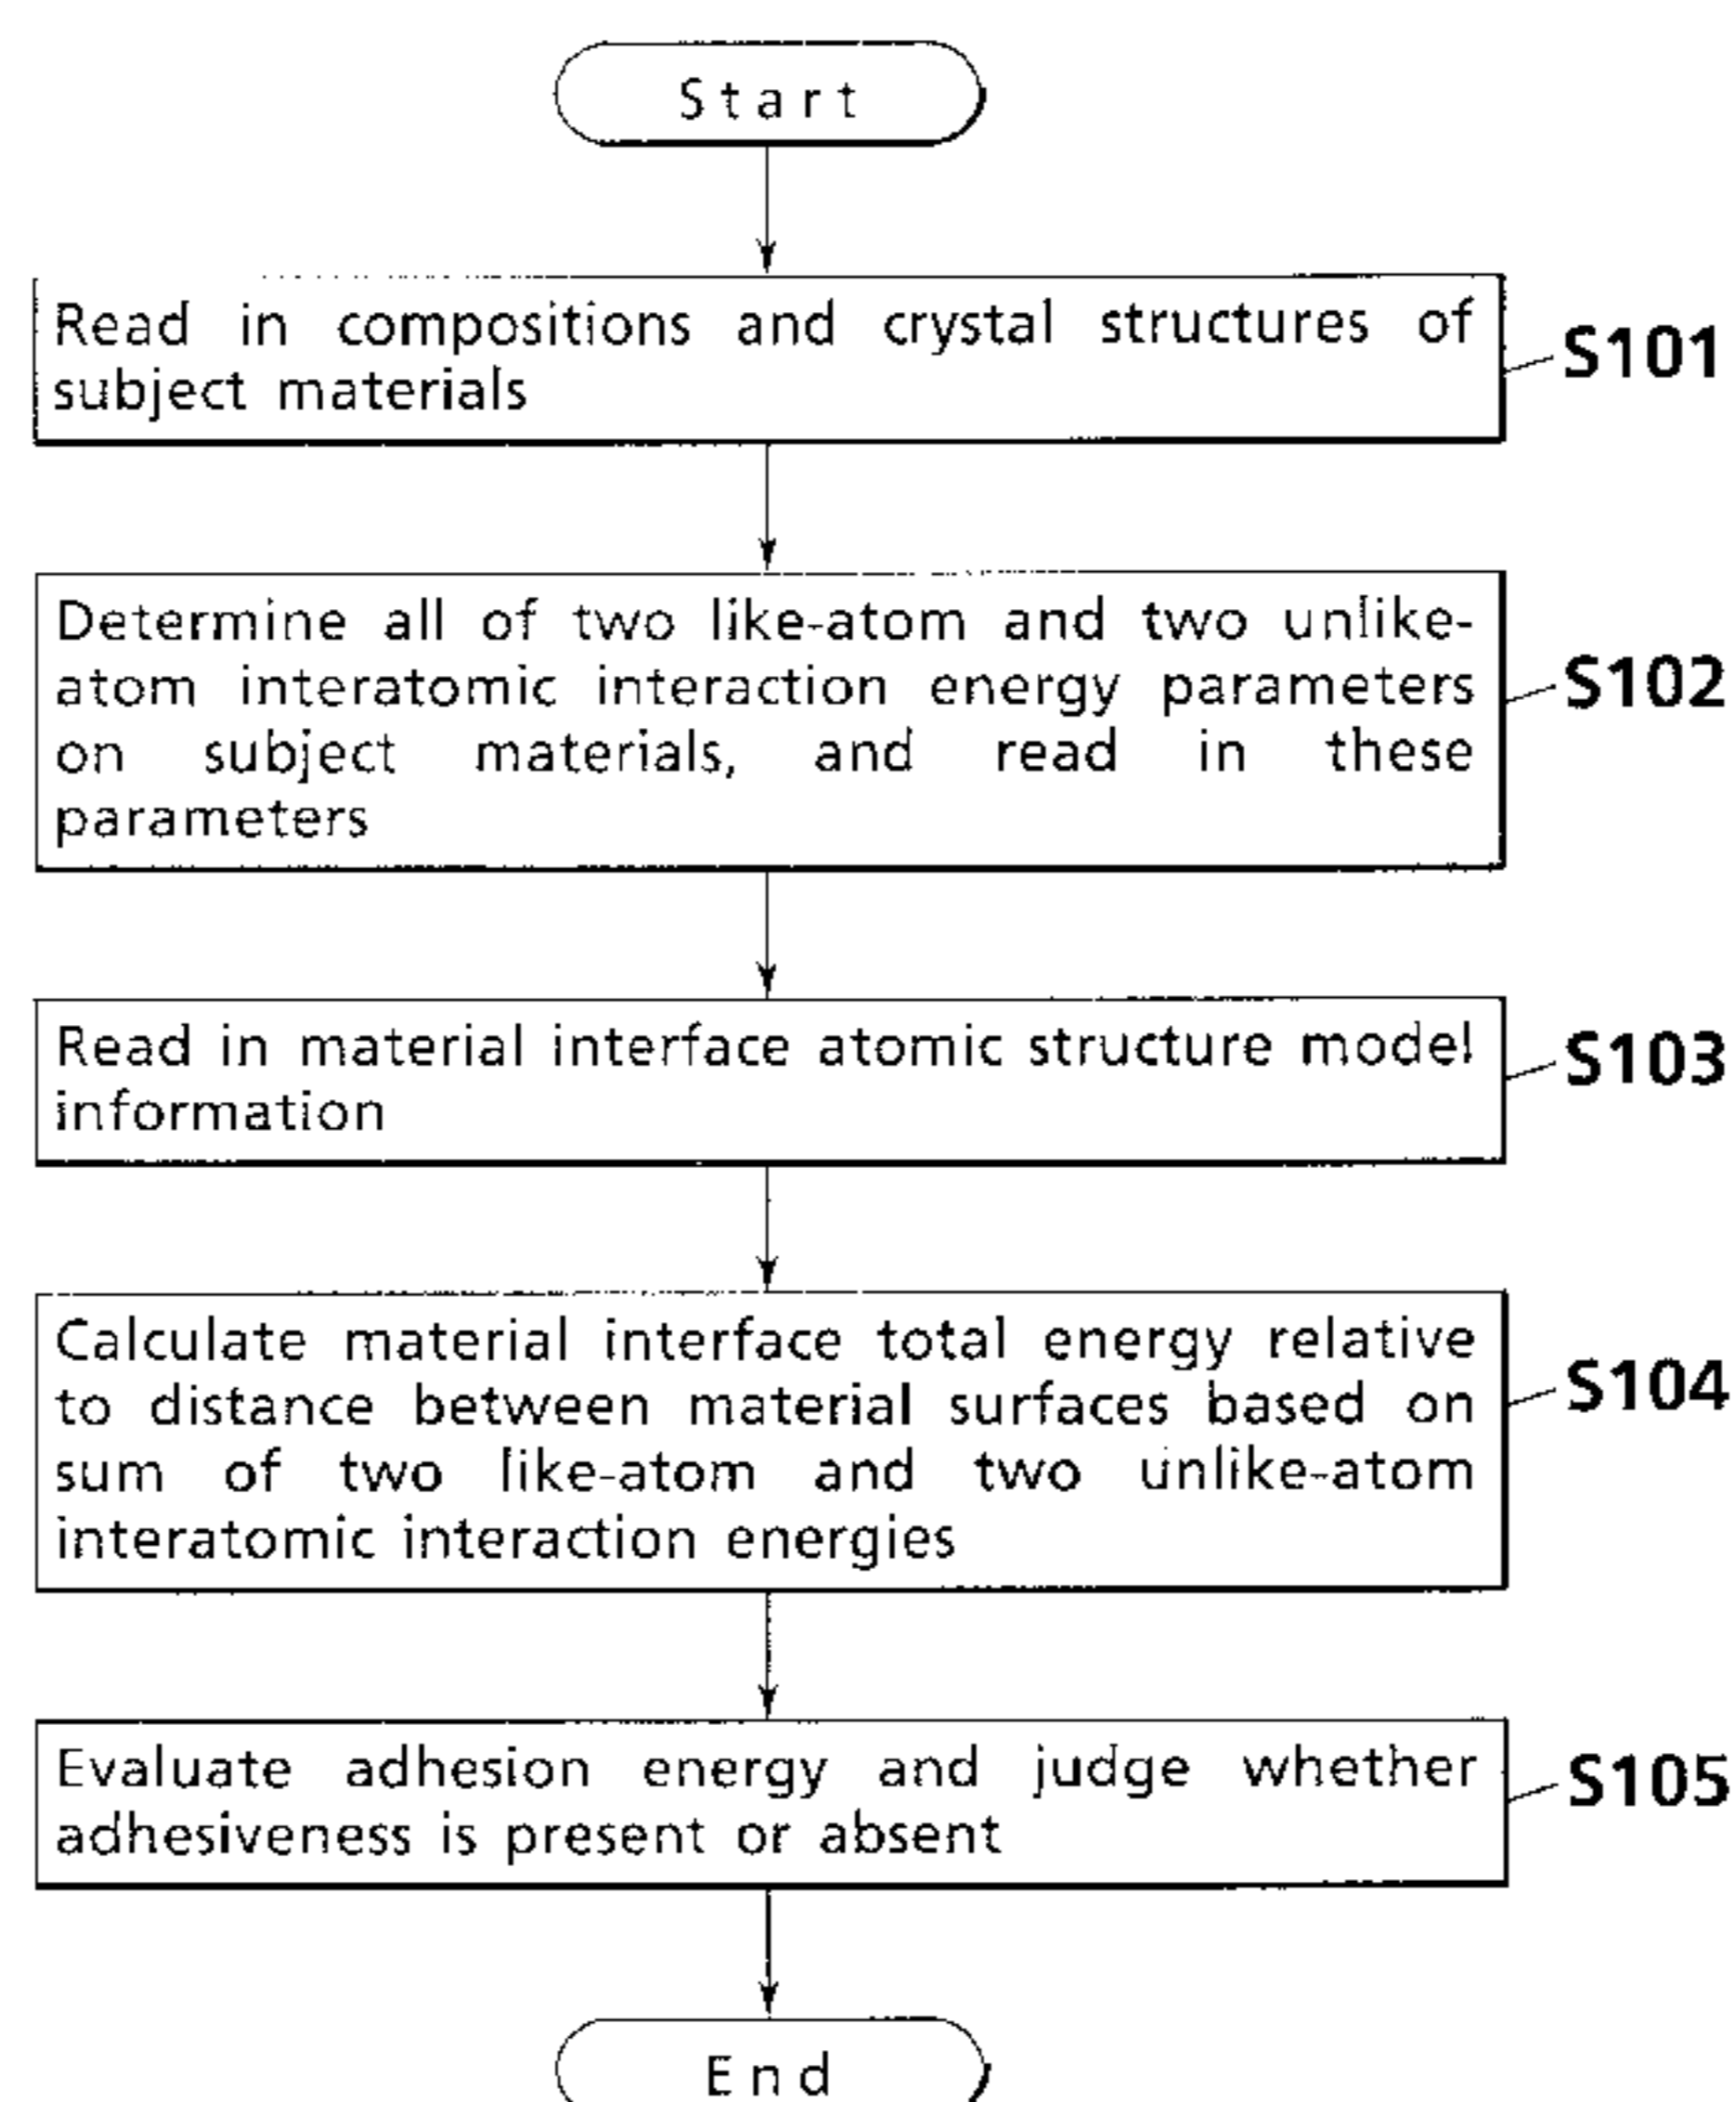 Start
Read in compositions and crystal structures of
subject materials
S101
Determine all of two like-atom and two unlike-
atom interatomic interaction energy parameters
on subject materials, and read in these
parameters
S102
Read in material interface atomic structure model
information
S103
Calculate material interface total energy relative
to distance between material surfaces based on
sum of two like-atom and two unlike-atom
interatomic interaction energies
S104
Evaluate adhesion energy and judge whether
adhesiveness is present or absent
S105
End